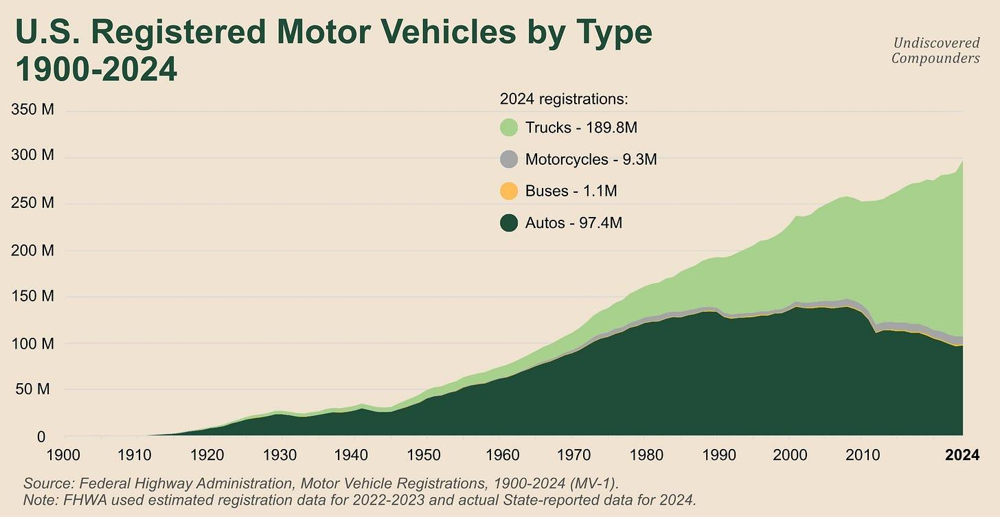 U.S. Registered Motor Vehicles by Type
1900-2024
Undiscovered
Compounders
2024 registrations:
Trucks - 189.8M
Motorcycles - 9.3M
Buses - 1.1M
Autos - 97.4M
350 M
300 M
250 M
200 M
150 M
100 M
50 M
0
1900 1910 1920 1930 1940 1950 1960 1970 1980 1990 2000 2010 2024
Source: Federal Highway Administration, Motor Vehicle Registrations, 1900-2024 (MV-1).
Note: FHWA used estimated registration data for 2022-2023 and actual State-reported data for 2024.